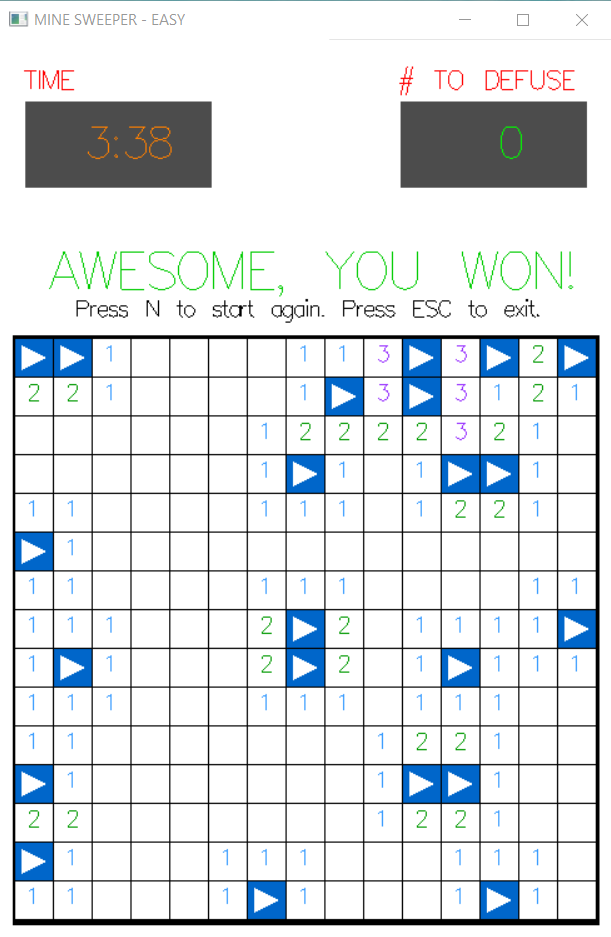 MINE SWEEPER - EASY
TIME # TO DEFUSE
3:38 0
AWESOME, YOU WON!
Press N to start again. Press ESC to exit.
1 1 1 3 3 2
2 2 1 1 3 3 1 2 1
1 2 2 2 2 3 2 1
1 1 1 1
1 1 1 1 1 1 2 2 1
1
1 1 1 1 1 1 1
1 1 1 2 2 1 1 1 1
1 1 2 2 1 1 1 1
1 1 1 1 1 1 1 1 1
1 1 1 2 2 1
1 1 1
2 2 1 2 2 1
1 1 1 1 1 1 1
1 1 1 1 1 1